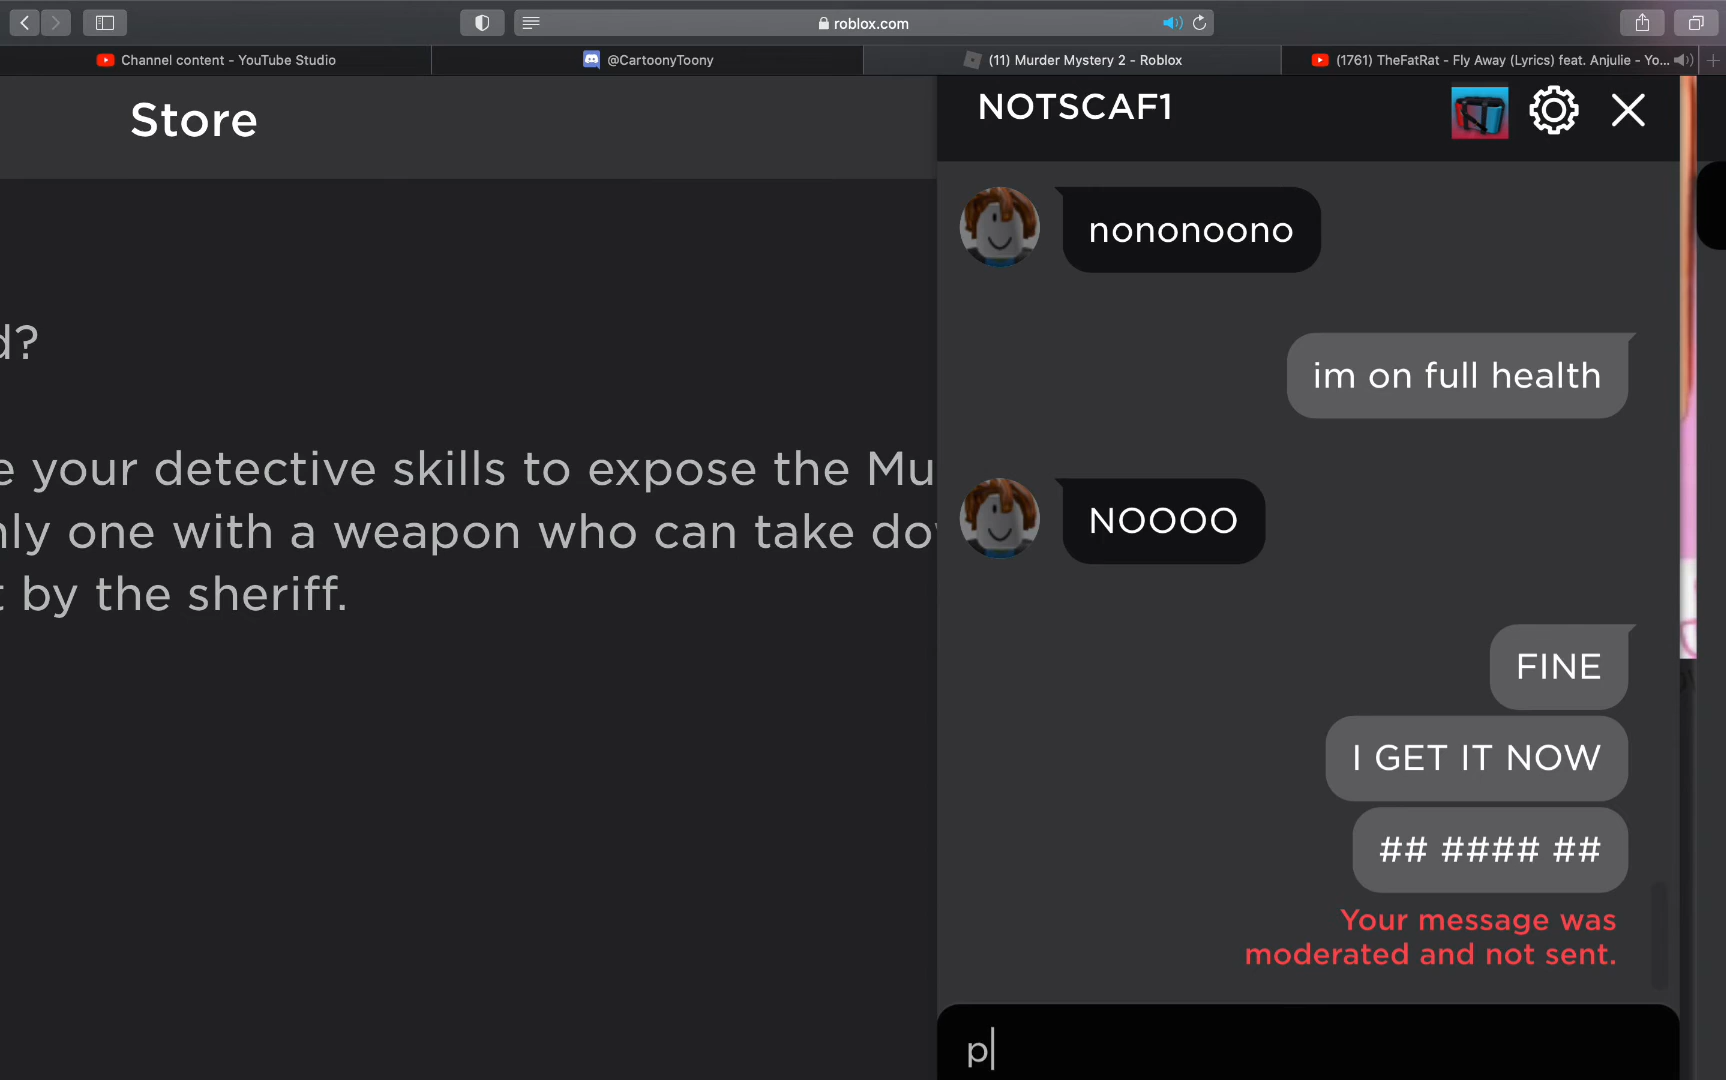 roblox.com
Channel content - YouTube Studio
@CartoonyToony
(11) Murder Mystery 2 - Roblox
(1761) TheFatRat - Fly Away (Lyrics) feat. Anjulie - Yo...
Store
NOTSCAF1
nononoono
d?
im on full health
e your detective skills to expose the Mu
NOOOO
nly one with a weapon who can take dov
t by the sheriff.
FINE
I GET IT NOW
## #### ##
Your message was
moderated and not sent.
p